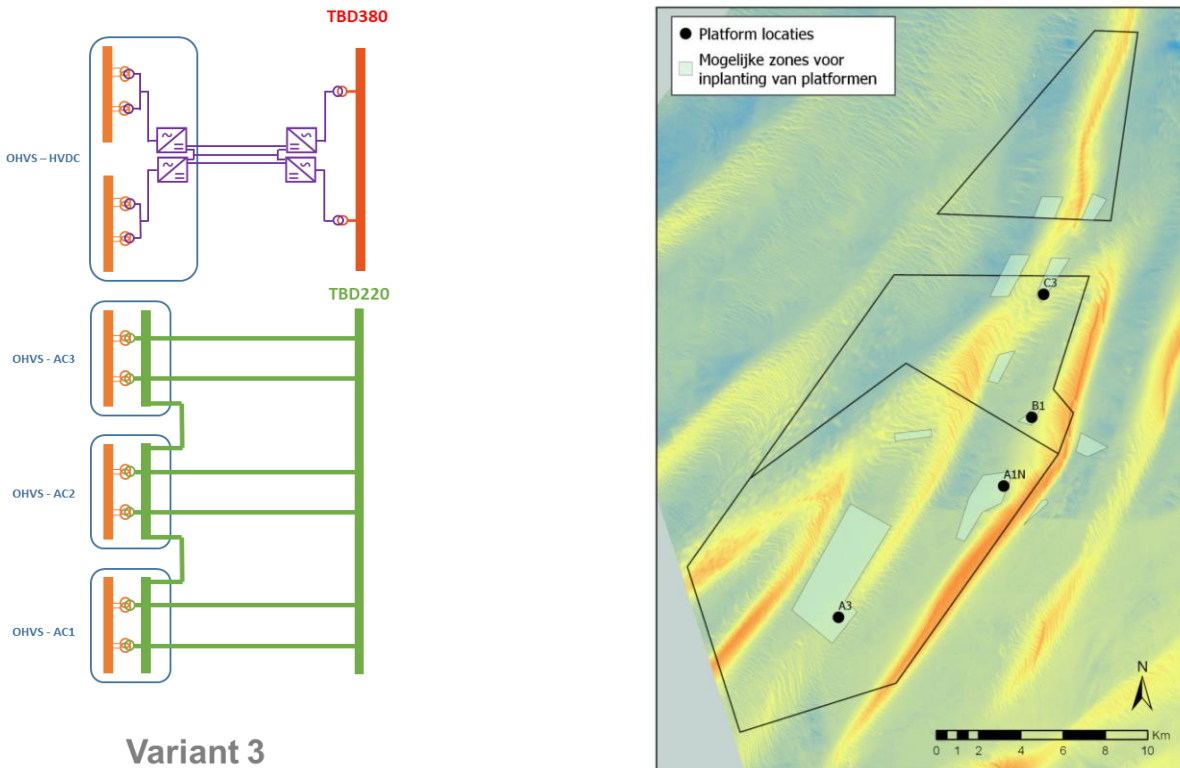 TBD380
OHVS – HVDC
TBD220
OHVS - AC3
OHVS - AC2
OHVS - AC1
Variant 3
Platform locaties
Mogelijke zones voor
inplanting van platformen
C3
B1
A1N
A3
N
Km
0 1 2 4 6 8 10